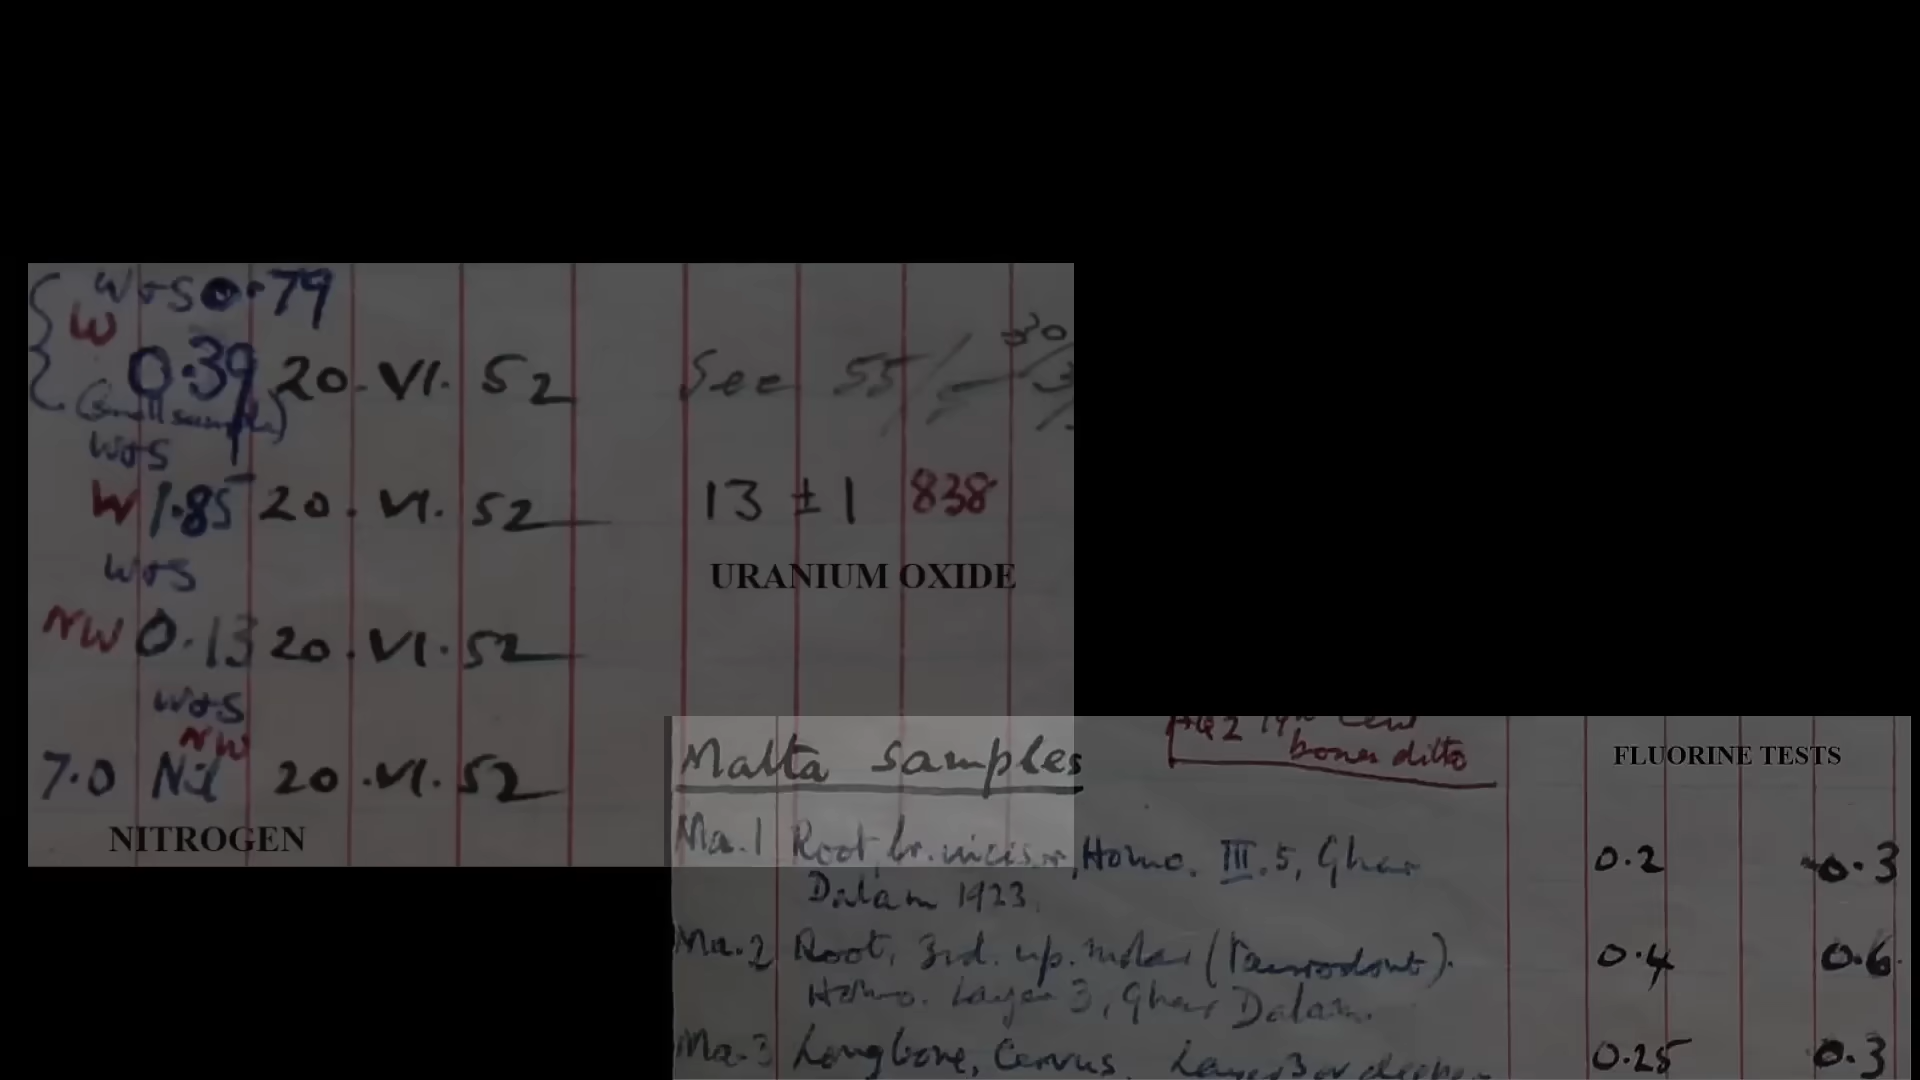 W+S 0.79
W
0.39 20.VI.52 See 55/
(small sample)
W+S
W 1.85 20.VI.52 13 ±1 838
W+S
URANIUM OXIDE
NW 0.13 20.VI.52
W+S
NW
7.0 Nil 20.VI.52
NITROGEN
bones ditto
Malta Samples
FLUORINE TESTS
Ma.1 Root, Homo. III.5, Ghar 0.2 0.3
Dalam 1923.
Ma.2 Root, 3rd. up. molar (Taurodont). 0.4 0.6
Homo. Layer 3, Ghar Dalam.
Ma.3 Long bone, Cervus. Layer 3 or deeper 0.25 0.3